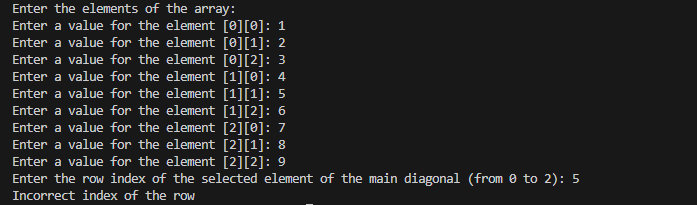 Enter the elements of the array:
Enter a value for the element [0][0]: 1
Enter a value for the element [0][1]: 2
Enter a value for the element [0][2]: 3
Enter a value for the element [1][0]: 4
Enter a value for the element [1][1]: 5
Enter a value for the element [1][2]: 6
Enter a value for the element [2][0]: 7
Enter a value for the element [2][1]: 8
Enter a value for the element [2][2]: 9
Enter the row index of the selected element of the main diagonal (from 0 to 2): 5
Incorrect index of the row